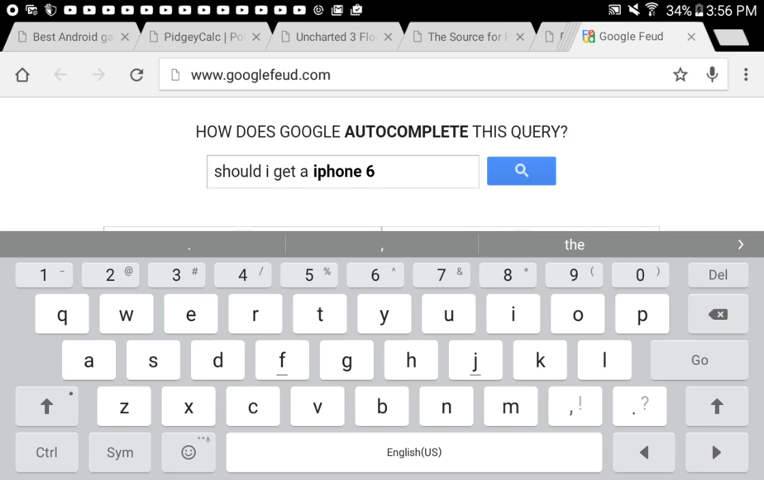 34% 3:56 PM
Best Android ga
PidgeyCalc | Po
Uncharted 3 Flo
The Source for
Google Feud
www.googlefeud.com
HOW DOES GOOGLE AUTOCOMPLETE THIS QUERY?
should i get a iphone 6
. , the >
1 - 2 @ 3 # 4 / 5 % 6 ^ 7 & 8 * 9 ( 0 ) Del
q w e r t y u i o p
a s d f g h j k l Go
z x c v b n m , ! . ?
Ctrl Sym English(US)